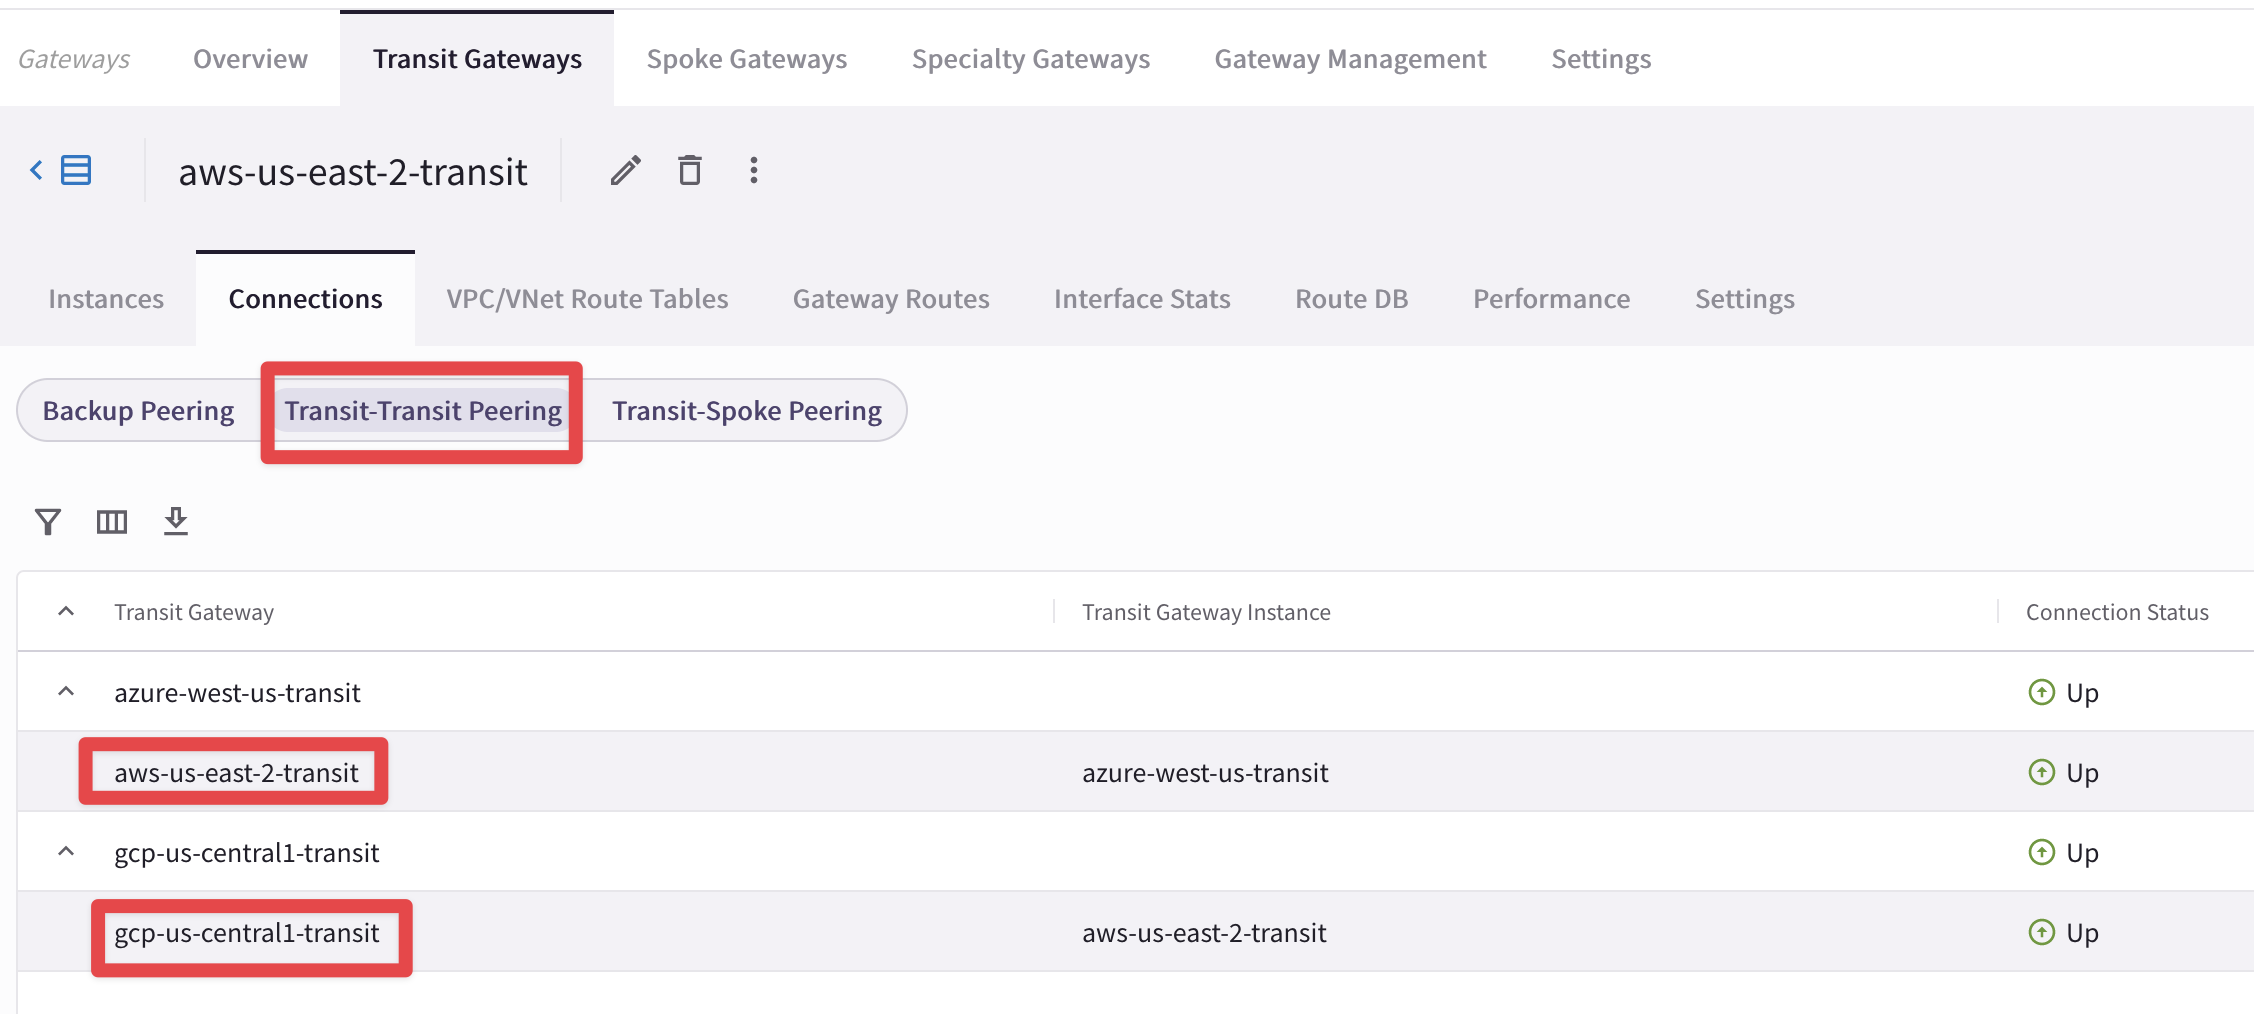 Gateways Overview Transit Gateways Spoke Gateways Specialty Gateways Gateway Management Settings
aws-us-east-2-transit
Instances Connections VPC/VNet Route Tables Gateway Routes Interface Stats Route DB Performance Settings
Backup Peering Transit-Transit Peering Transit-Spoke Peering
Transit Gateway Transit Gateway Instance Connection Status
azure-west-us-transit Up
aws-us-east-2-transit azure-west-us-transit Up
gcp-us-central1-transit Up
gcp-us-central1-transit aws-us-east-2-transit Up